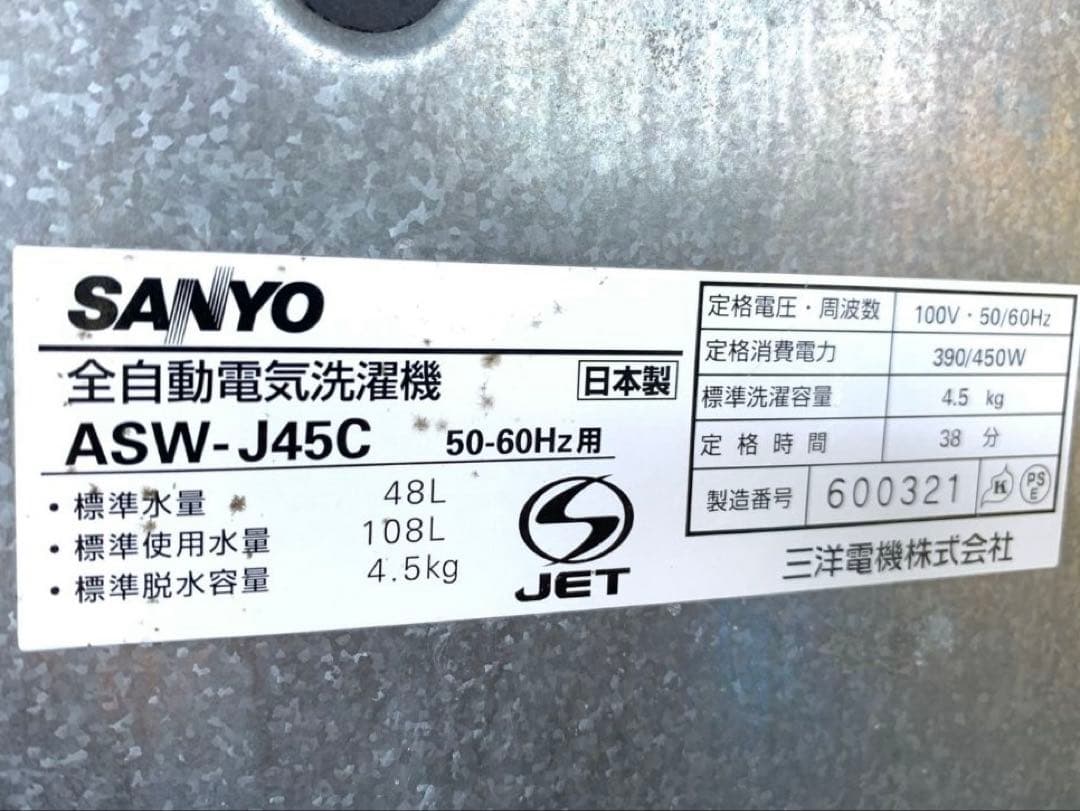 SANYO
全自動電気洗濯機 日本製
ASW-J45C 50-60Hz用
・標準水量 48L
・標準使用水量 108L
・標準脱水容量 4.5kg
JET
定格電圧・周波数 100V・50/60Hz
定格消費電力 390/450W
標準洗濯容量 4.5 kg
定格時間 38 分
製造番号 600321 K PSE
三洋電機株式会社